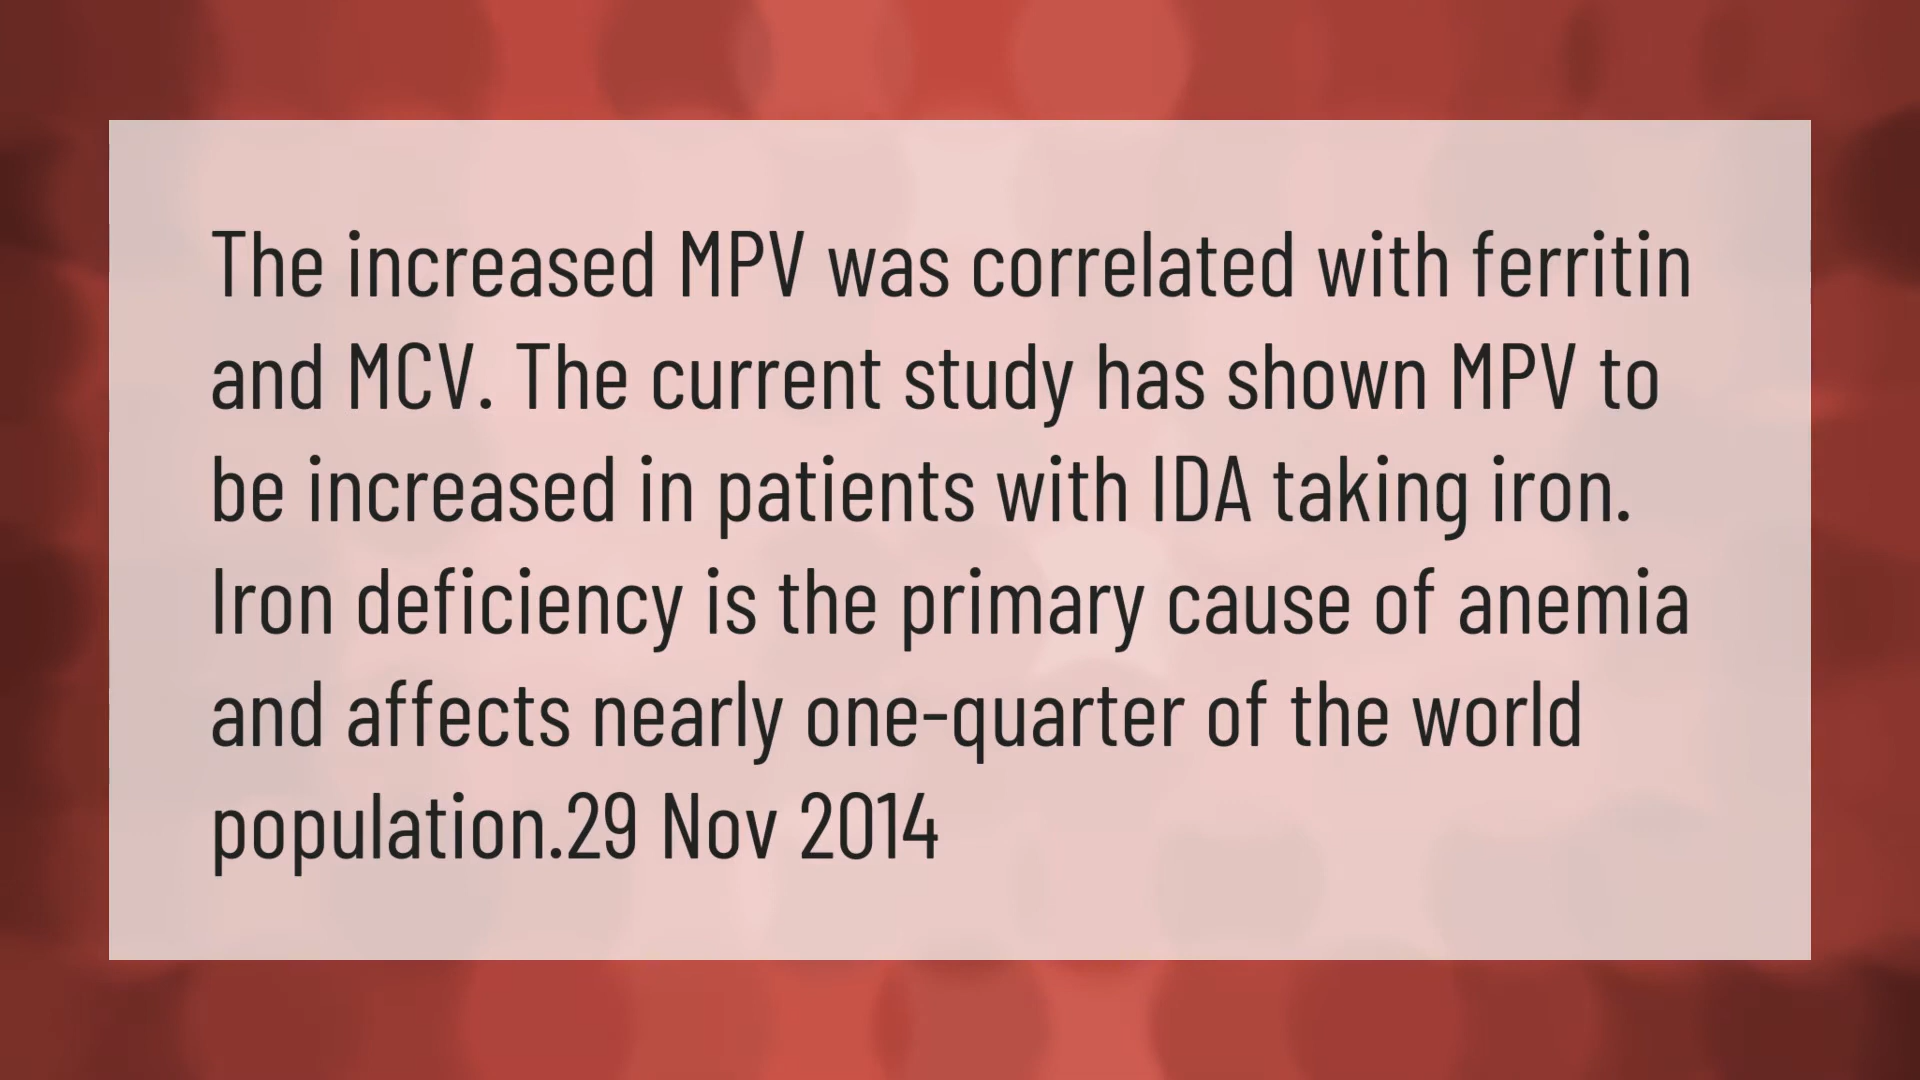 The increased MPV was correlated with ferritin
and MCV. The current study has shown MPV to
be increased in patients with IDA taking iron.
Iron deficiency is the primary cause of anemia
and affects nearly one-quarter of the world
population.29 Nov 2014